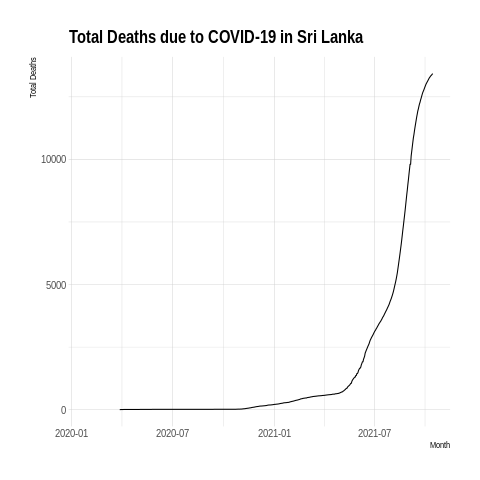 Total Deaths due to COVID-19 in Sri Lanka
Total Deaths
10000
5000
0
2020-01 2020-07 2021-01 2021-07
Month